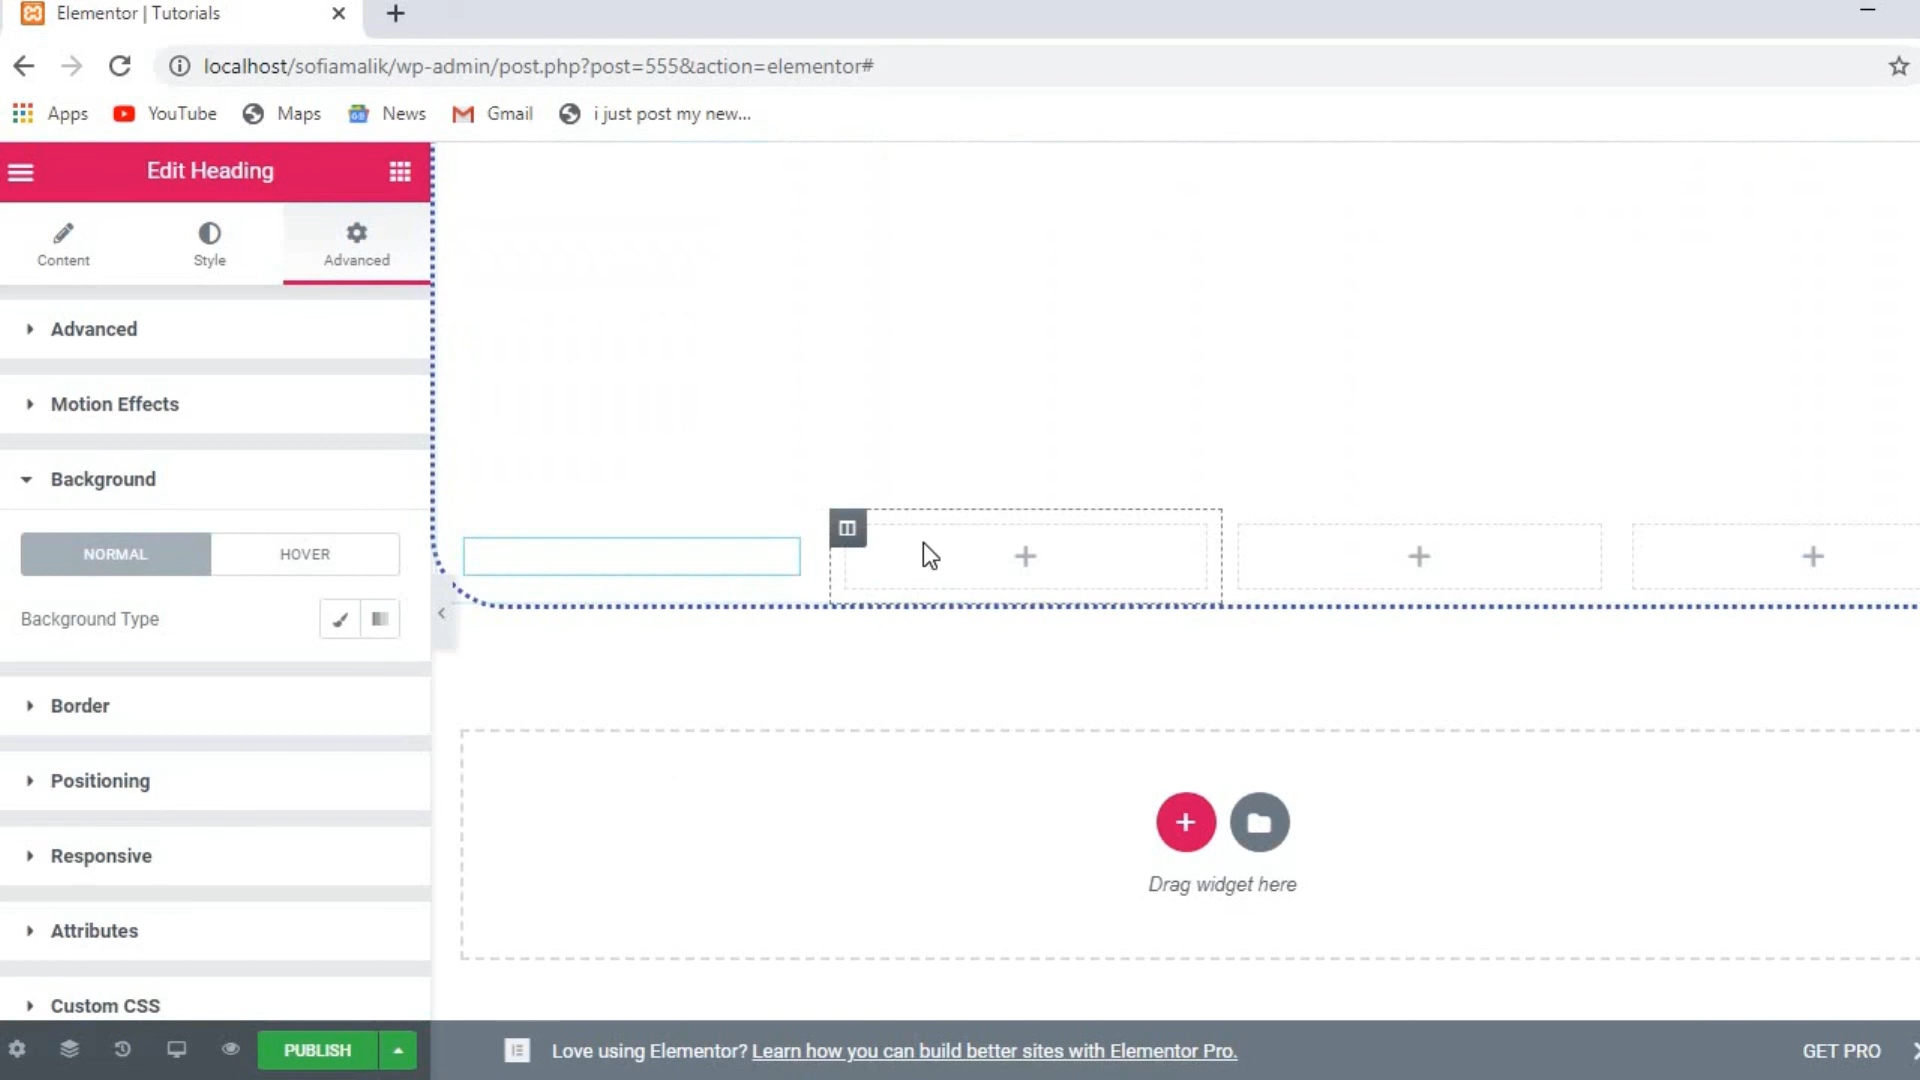 Elementor | Tutorials
localhost/sofiamalik/wp-admin/post.php?post=555&action=elementor#
Apps YouTube Maps News Gmail i just post my new...
Edit Heading
Content Style Advanced
Advanced
Motion Effects
Background
NORMAL HOVER
Background Type
Border
Positioning
Responsive
Attributes
Custom CSS
Drag widget here
PUBLISH
Love using Elementor? Learn how you can build better sites with Elementor Pro.
GET PRO